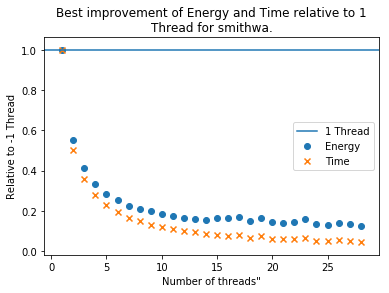 Best improvement of Energy and Time relative to 1
Thread for smithwa.
1.0
0.8
0.6
0.4
0.2
0.0
Relative to -1 Thread
1 Thread
Energy
Time
0
5
10
15
20
25
Number of threads"